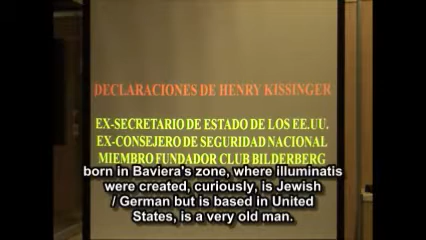 DECLARACIONES DE HENRY KISSINGER
EX-SECRETARIO DE ESTADO DE LOS EE.UU.
EX-CONSEJERO DE SEGURIDAD NACIONAL
MIEMBRO FUNDADOR CLUB BILDERBERG
born in Baviera's zone, where illuminatis
were created, curiously, is Jewish
/ German but is based in United
States, is a very old man.